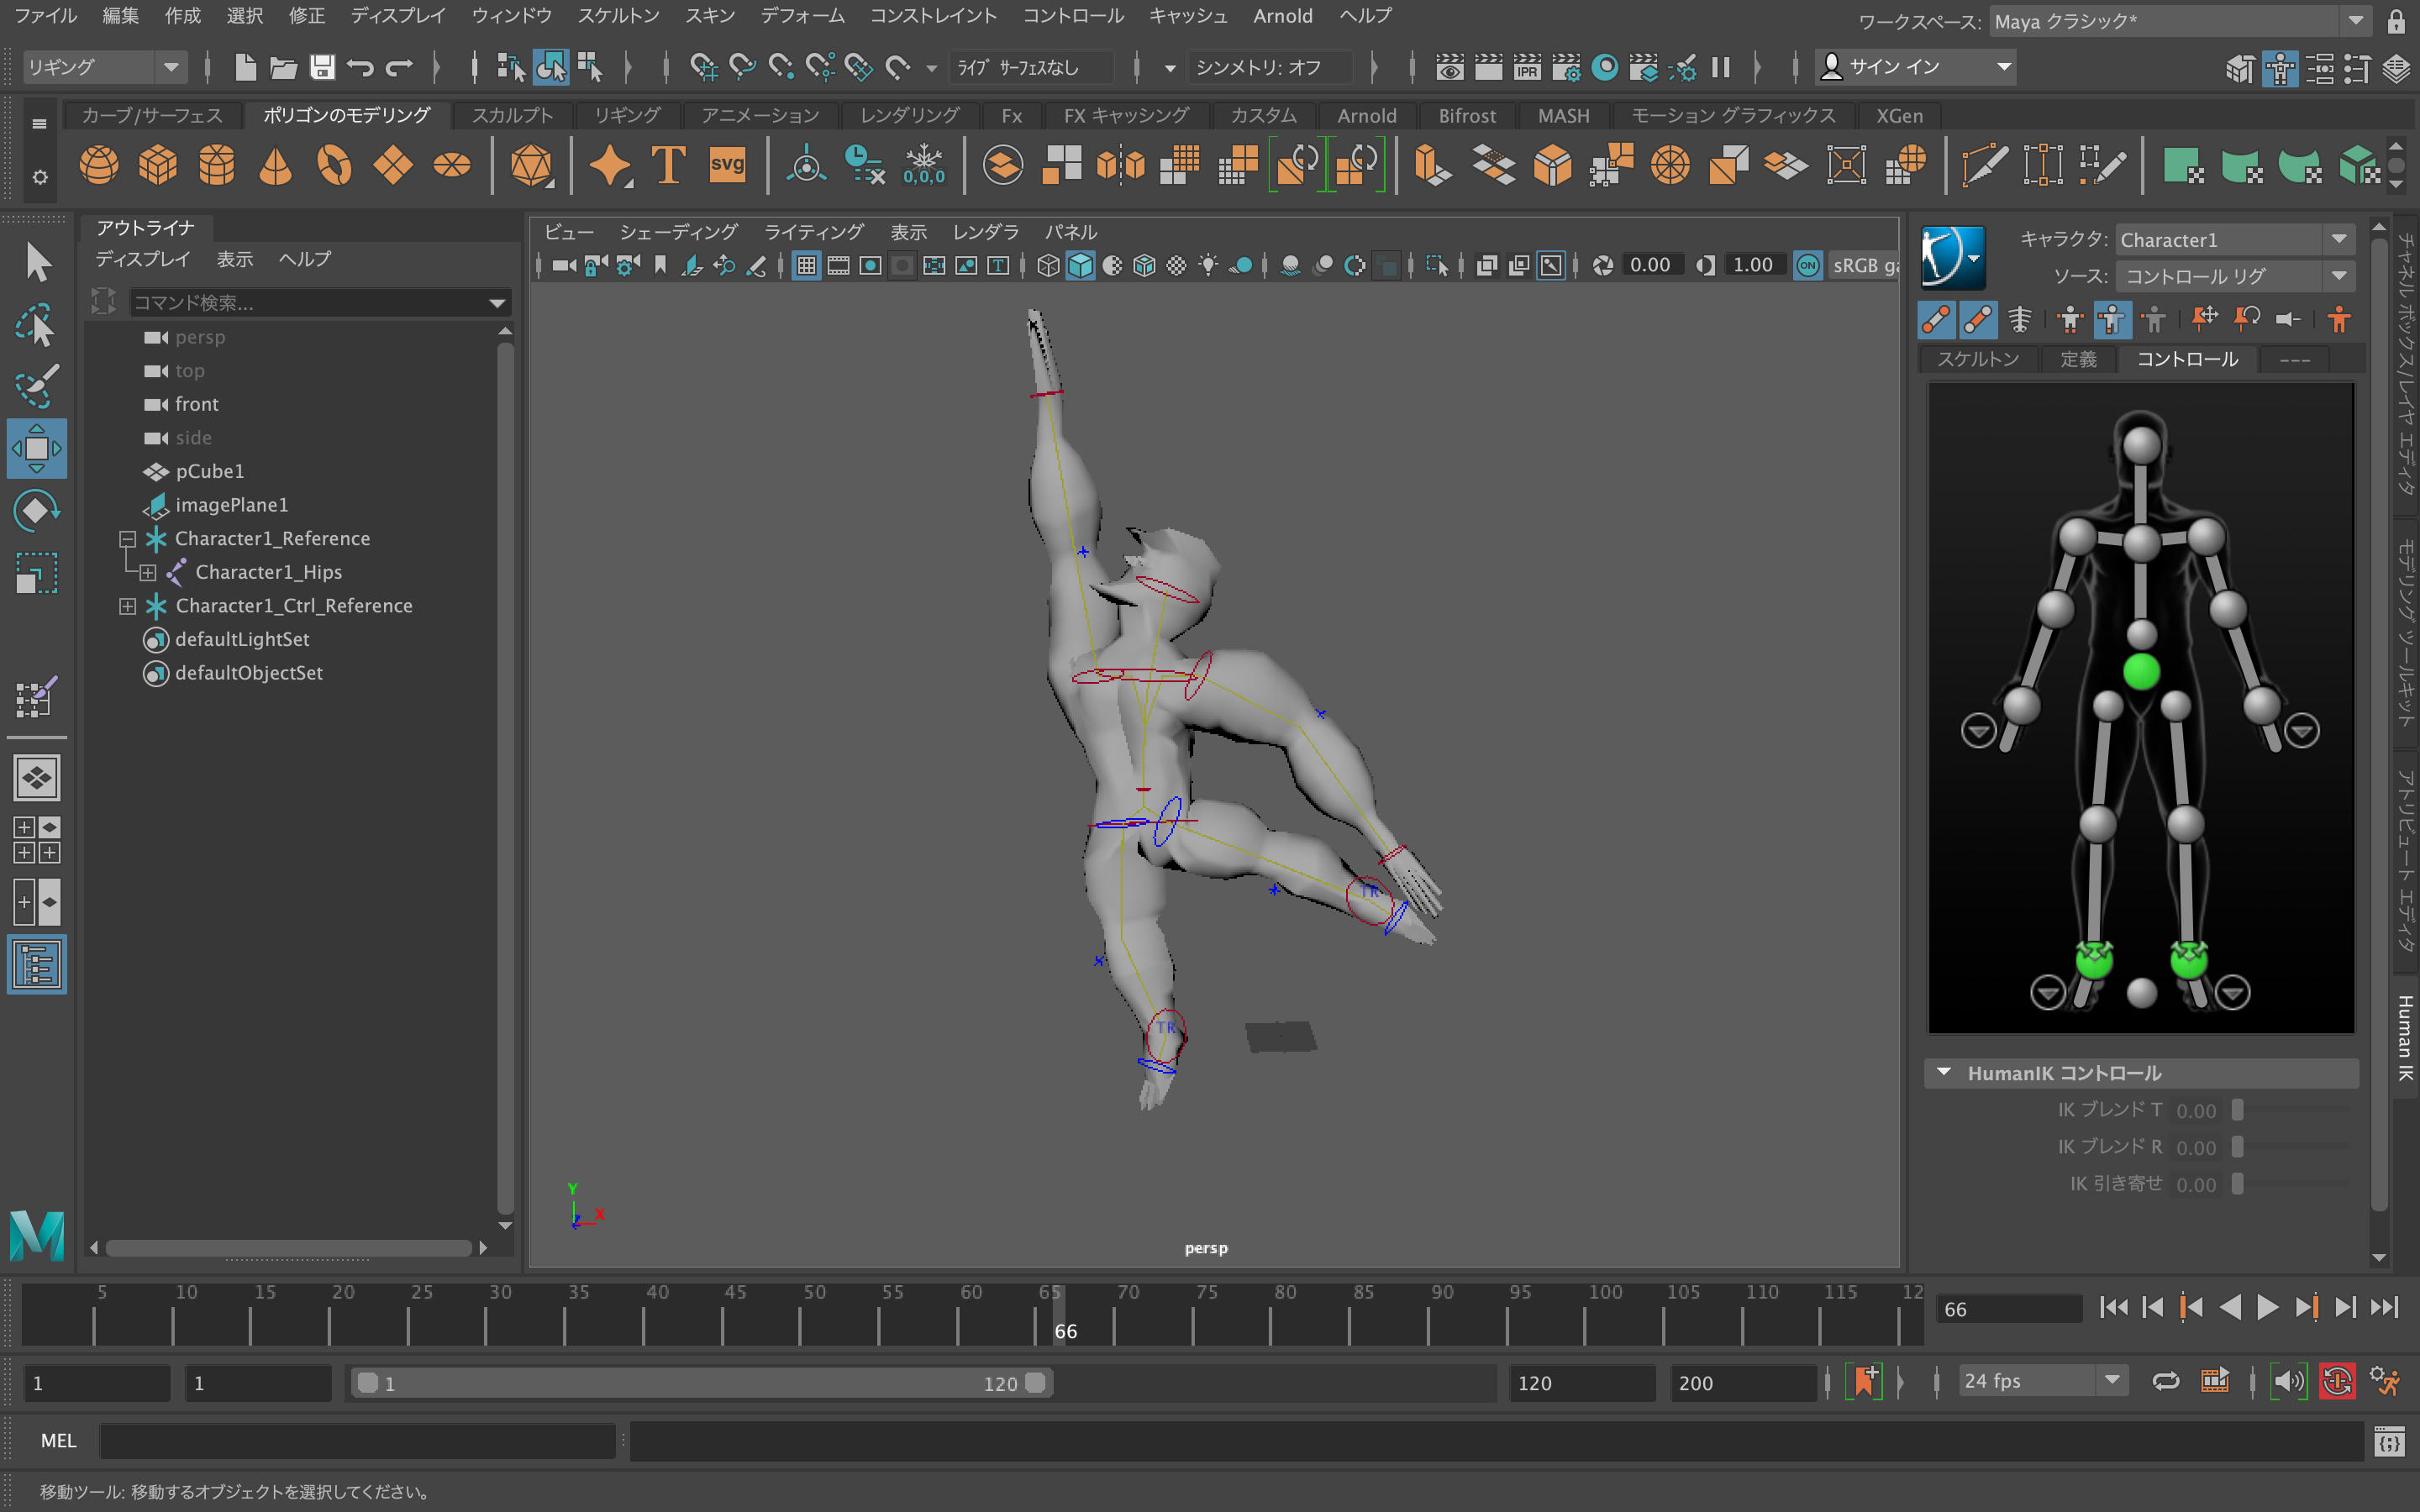 ファイル 編集 作成 選択 修正 ディスプレイ ウィンドウ スケルトン スキン デフォーム コンストレイント コントロール キャッシュ Arnold ヘルプ
ワークスペース: Maya クラシック*
リギング
ライブ サーフェスなし
シンメトリ: オフ
IPR
サイン イン
カーブ/サーフェス ポリゴンのモデリング スカルプト リギング アニメーション レンダリング Fx FX キャッシング カスタム Arnold Bifrost MASH モーション グラフィックス XGen
T svg 0,0,0
アウトライナ
ディスプレイ 表示 ヘルプ
コマンド検索...
persp
top
front
side
pCube1
imagePlane1
Character1_Reference
Character1_Hips
Character1_Ctrl_Reference
defaultLightSet
defaultObjectSet
ビュー シェーディング ライティング 表示 レンダラ パネル
0.00 1.00 ON sRGB ga
TR
TR
Y
X
persp
キャラクタ: Character1
ソース: コントロール リグ
スケルトン 定義 コントロール ---
HumanIK コントロール
IK ブレンド T 0.00
IK ブレンド R 0.00
IK 引き寄せ 0.00
チャネル ボックス/レイヤ エディタ
モデリング ツールキット
アトリビュート エディタ
Human IK
5 10 15 20 25 30 35 40 45 50 55 60 65 70 75 80 85 90 95 100 105 110 115 12
66
66
1 1 1 120 120 200 24 fps
MEL
移動ツール: 移動するオブジェクトを選択してください。